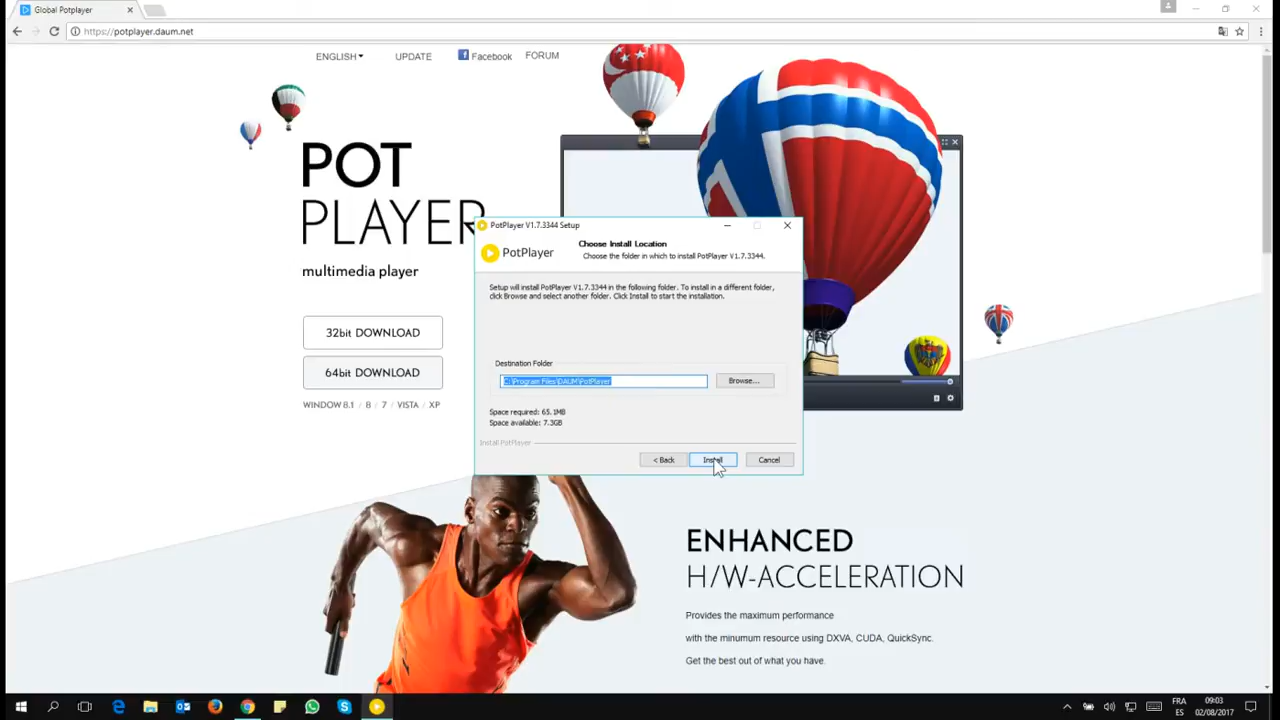 Global Potplayer
https://potplayer.daum.net
ENGLISH UPDATE Facebook FORUM
POT
PLAYER
multimedia player
32bit DOWNLOAD
64bit DOWNLOAD
WINDOW 8.1 / 8 / 7 / VISTA / XP
PotPlayer V1.7.3344 Setup
PotPlayer
Choose Install Location
Choose the folder in which to install PotPlayer V1.7.3344.
Setup will install PotPlayer V1.7.3344 in the following folder. To install in a different folder,
click Browse and select another folder. Click Install to start the installation.
Destination Folder
C:\Program Files\DAUM\PotPlayer
Browse...
Space required: 65.1MB
Space available: 7.3GB
Install PotPlayer
< Back Install Cancel
ENHANCED
H/W-ACCELERATION
Provides the maximum performance
with the minumum resource using DXVA, CUDA, QuickSync.
Get the best out of what you have.
FRA
ES
09:03
02/08/2017